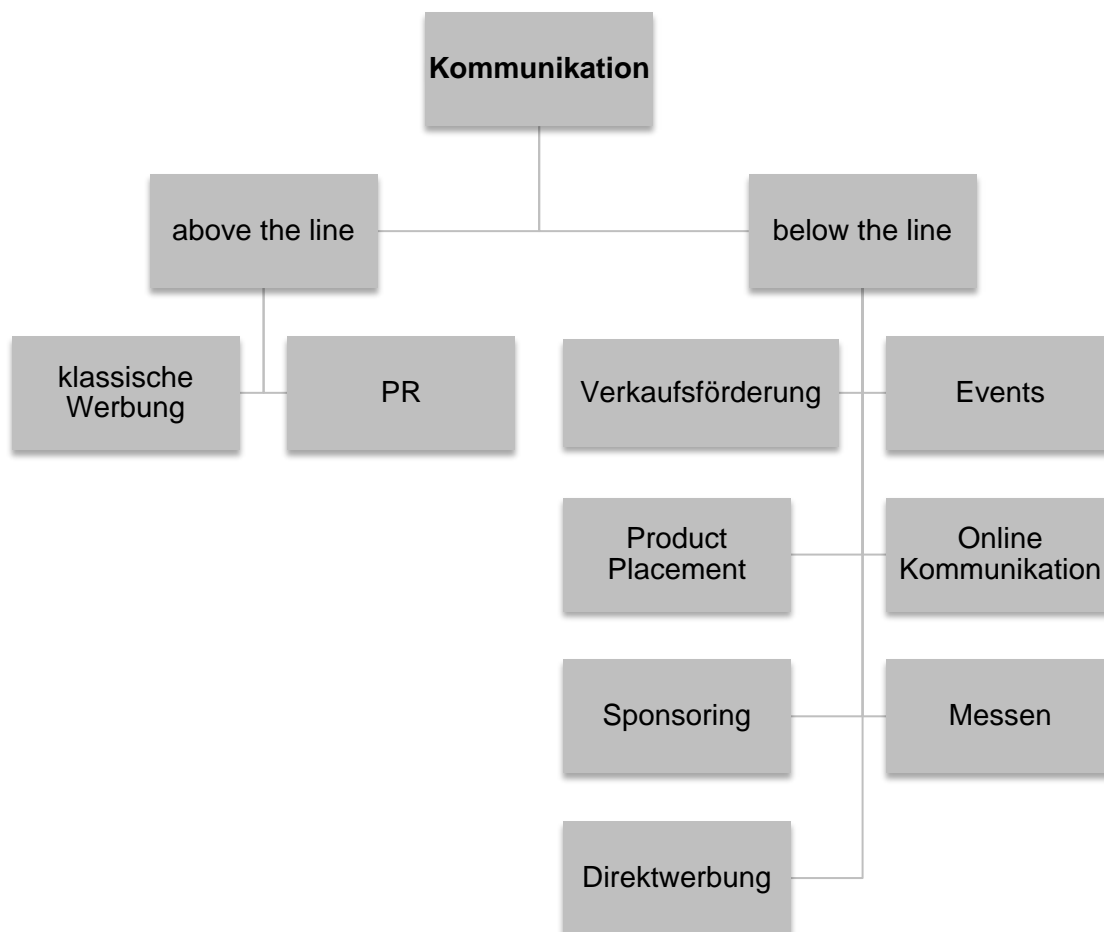 Kommunikation
above the line
below the line
klassische
Werbung
PR
Verkaufsförderung
Events
Product
Placement
Online
Kommunikation
Sponsoring
Messen
Direktwerbung